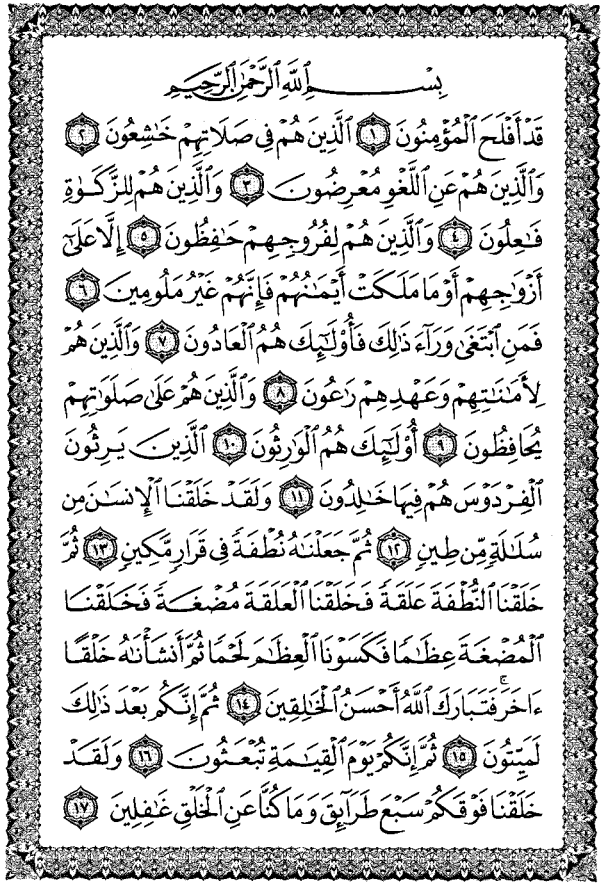 بِسْمِ ٱللَّهِ ٱلرَّحْمَٰنِ ٱلرَّحِيمِ
قَدْ أَفْلَحَ ٱلْمُؤْمِنُونَ ١ ٱلَّذِينَ هُمْ فِى صَلَاتِهِمْ خَٰشِعُونَ ٢
وَٱلَّذِينَ هُمْ عَنِ ٱللَّغْوِ مُعْرِضُونَ ٣ وَٱلَّذِينَ هُمْ لِلزَّكَوٰةِ
فَٰعِلُونَ ٤ وَٱلَّذِينَ هُمْ لِفُرُوجِهِمْ حَٰفِظُونَ ٥ إِلَّا عَلَىٰٓ
أَزْوَٰجِهِمْ أَوْ مَا مَلَكَتْ أَيْمَٰنُهُمْ فَإِنَّهُمْ غَيْرُ مَلُومِينَ ٦
فَمَنِ ٱبْتَغَىٰ وَرَآءَ ذَٰلِكَ فَأُو۟لَٰٓئِكَ هُمُ ٱلْعَادُونَ ٧ وَٱلَّذِينَ هُمْ
لِأَمَٰنَٰتِهِمْ وَعَهْدِهِمْ رَٰعُونَ ٨ وَٱلَّذِينَ هُمْ عَلَىٰ صَلَوَٰتِهِمْ
يُحَافِظُونَ ٩ أُو۟لَٰٓئِكَ هُمُ ٱلْوَٰرِثُونَ ١٠ ٱلَّذِينَ يَرِثُونَ
ٱلْفِرْدَوْسَ هُمْ فِيهَا خَٰلِدُونَ ١١ وَلَقَدْ خَلَقْنَا ٱلْإِنسَٰنَ مِن
سُلَٰلَةٍ مِّن طِينٍ ١٢ ثُمَّ جَعَلْنَٰهُ نُطْفَةً فِى قَرَارٍ مَّكِينٍ ١٣ ثُمَّ
خَلَقْنَا ٱلنُّطْفَةَ عَلَقَةً فَخَلَقْنَا ٱلْعَلَقَةَ مُضْغَةً فَخَلَقْنَا
ٱلْمُضْغَةَ عِظَٰمًا فَكَسَوْنَا ٱلْعِظَٰمَ لَحْمًا ثُمَّ أَنشَأْنَٰهُ خَلْقًا
ءَاخَرَ ۚ فَتَبَارَكَ ٱللَّهُ أَحْسَنُ ٱلْخَٰلِقِينَ ١٤ ثُمَّ إِنَّكُم بَعْدَ ذَٰلِكَ
لَمَيِّتُونَ ١٥ ثُمَّ إِنَّكُمْ يَوْمَ ٱلْقِيَٰمَةِ تُبْعَثُونَ ١٦ وَلَقَدْ
خَلَقْنَا فَوْقَكُمْ سَبْعَ طَرَآئِقَ وَمَا كُنَّا عَنِ ٱلْخَلْقِ غَٰفِلِينَ ١٧